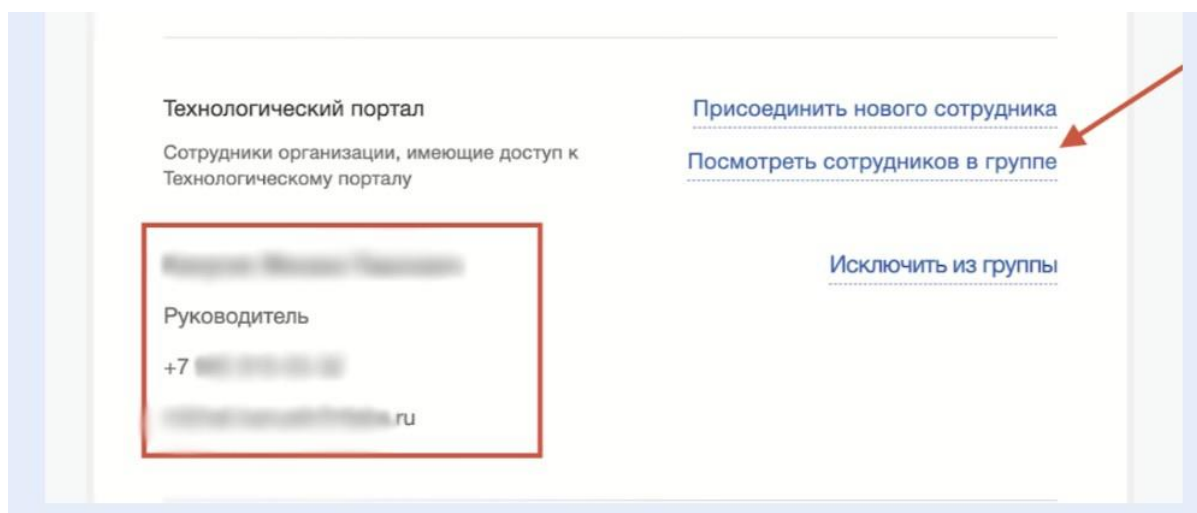 Технологический портал
Присоединить нового сотрудника
Сотрудники организации, имеющие доступ к
Технологическому порталу
Посмотреть сотрудников в группе
Исключить из группы
Руководитель
+7
.ru